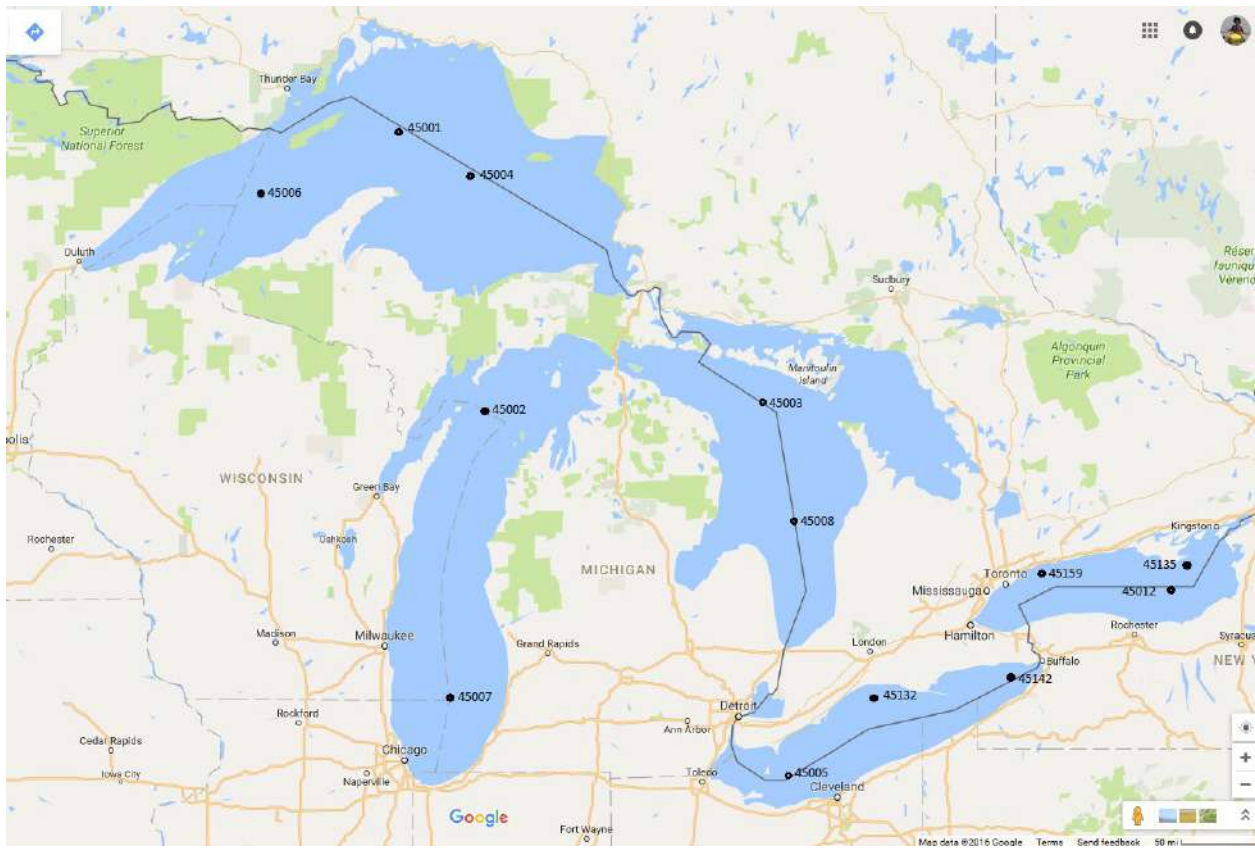 Thunder Bay
45001
Superior
National Forest
45004
45006
Duluth
Réser
fauniqu
Véren
Sudbury
Algonquin
Provincial
Park
Manitoulin
Island
45003
45002
WISCONSIN
Green Bay
Oshkosh
45008
Kingston
Rochester
MICHIGAN
45135
Toronto
45159
Mississauga
45012
Hamilton
Rochester
Syracus
Madison
Milwaukee
Grand Rapids
London
Buffalo
NEW Y
45142
45007
45132
Rockford
Detroit
Ann Arbor
Cedar Rapids
Chicago
Iowa City
Naperville
Toledo
45005
Cleveland
Google
Fort Wayne
Map data ©2016 Google Terms Send feedback 50 mi